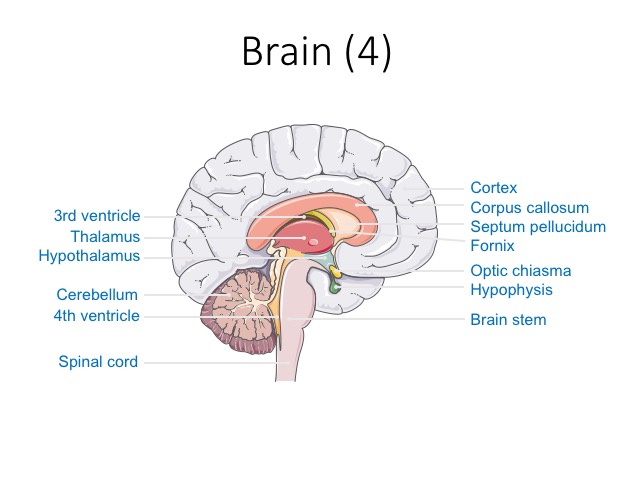 Brain (4)
3rd ventricle
Thalamus
Hypothalamus
Cerebellum
4th ventricle
Spinal cord
Cortex
Corpus callosum
Septum pellucidum
Fornix
Optic chiasma
Hypophysis
Brain stem